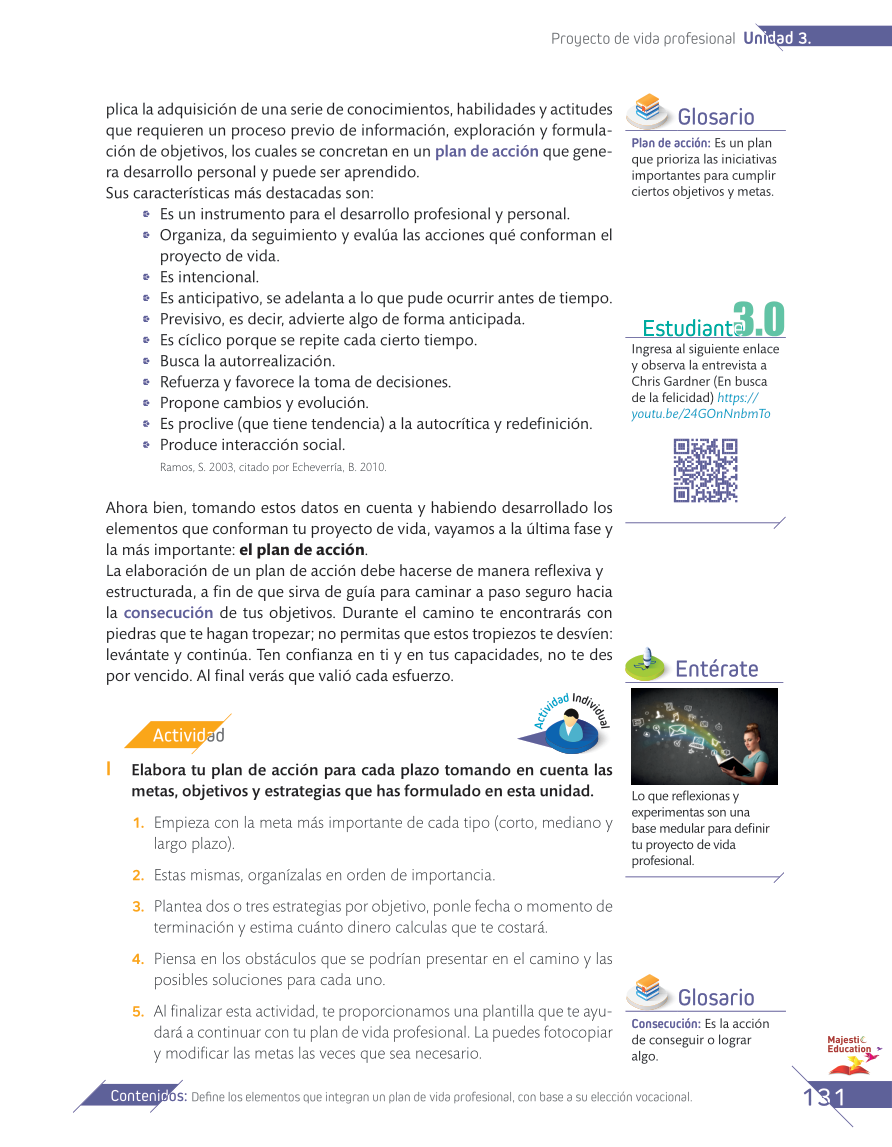 Proyecto de vida profesional Unidad 3.
plica la adquisición de una serie de conocimientos, habilidades y actitudes
que requieren un proceso previo de información, exploración y formula-
ción de objetivos, los cuales se concretan en un plan de acción que gene-
ra desarrollo personal y puede ser aprendido.
Sus características más destacadas son:
Es un instrumento para el desarrollo profesional y personal.
Organiza, da seguimiento y evalúa las acciones qué conforman el
proyecto de vida.
Es intencional.
Es anticipativo, se adelanta a lo que pude ocurrir antes de tiempo.
Previsivo, es decir, advierte algo de forma anticipada.
Es cíclico porque se repite cada cierto tiempo.
Busca la autorrealización.
Refuerza y favorece la toma de decisiones.
Propone cambios y evolución.
Es proclive (que tiene tendencia) a la autocrítica y redefinición.
Produce interacción social.
Ramos, S. 2003, citado por Echeverría, B. 2010.
Ahora bien, tomando estos datos en cuenta y habiendo desarrollado los
elementos que conforman tu proyecto de vida, vayamos a la última fase y
la más importante: el plan de acción.
La elaboración de un plan de acción debe hacerse de manera reflexiva y
estructurada, a fin de que sirva de guía para caminar a paso seguro hacia
la consecución de tus objetivos. Durante el camino te encontrarás con
piedras que te hagan tropezar; no permitas que estos tropiezos te desvíen:
levántate y continúa. Ten confianza en ti y en tus capacidades, no te des
por vencido. Al final verás que valió cada esfuerzo.
Actividad
Actividad Individual
I Elabora tu plan de acción para cada plazo tomando en cuenta las
metas, objetivos y estrategias que has formulado en esta unidad.
1. Empieza con la meta más importante de cada tipo (corto, mediano y
largo plazo).
2. Estas mismas, organízalas en orden de importancia.
3. Plantea dos o tres estrategias por objetivo, ponle fecha o momento de
terminación y estima cuánto dinero calculas que te costará.
4. Piensa en los obstáculos que se podrían presentar en el camino y las
posibles soluciones para cada uno.
5. Al finalizar esta actividad, te proporcionamos una plantilla que te ayu-
dará a continuar con tu plan de vida profesional. La puedes fotocopiar
y modificar las metas las veces que sea necesario.
Glosario
Plan de acción: Es un plan
que prioriza las iniciativas
importantes para cumplir
ciertos objetivos y metas.
Estudiante 3.0
Ingresa al siguiente enlace
y observa la entrevista a
Chris Gardner (En busca
de la felicidad) https://
youtu.be/24GOnNnbmTo
Entérate
Lo que reflexionas y
experimentas son una
base medular para definir
tu proyecto de vida
profesional.
Glosario
Consecución: Es la acción
de conseguir o lograr
algo.
Majestic
Education
Contenidos: Define los elementos que integran un plan de vida profesional, con base a su elección vocacional.
131